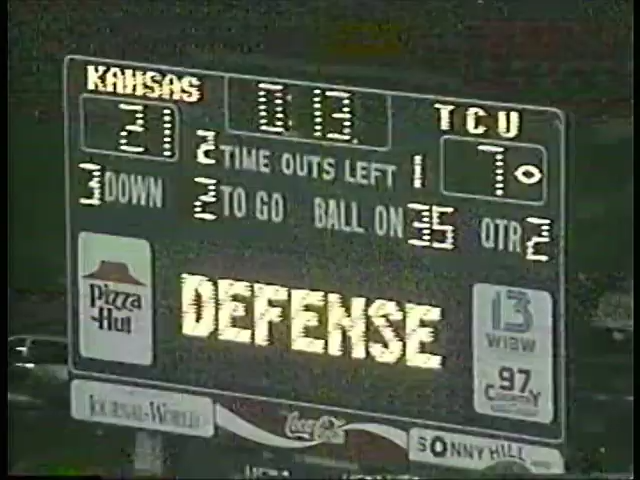 KANSAS TCU
21 0:13 7
2 TIME OUTS LEFT 1
DOWN 2 TO GO BALL ON 35 QTR 2
DEFENSE
Pizza Hut
13
WIBW
97
Country
JOURNAL-WORLD
Coca-Cola
SONNY HILL